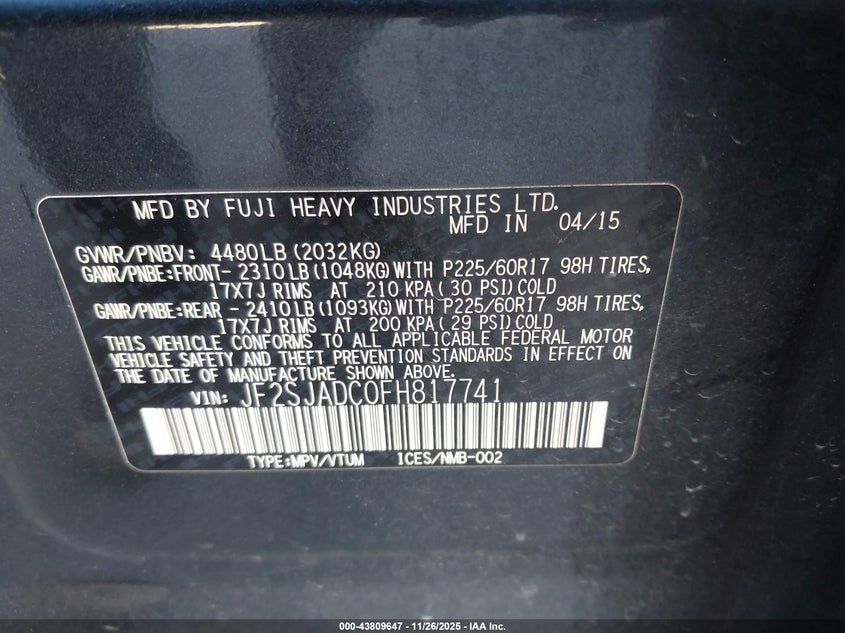 MFD BY FUJI HEAVY INDUSTRIES LTD.
MFD IN 04/15
GVWR/PNBV: 4480LB(2032KG)
GAWR/PNBE:FRONT- 2310LB(1048KG)WITH P225/60R17 98H TIRES,
17X7J RIMS AT 210 KPA( 30 PSI)COLD
GAWR/PNBE:REAR - 2410LB(1093KG)WITH P225/60R17 98H TIRES,
17X7J RIMS AT 200 KPA( 29 PSI)COLD
THIS VEHICLE CONFORMS TO ALL APPLICABLE FEDERAL MOTOR
VEHICLE SAFETY AND THEFT PREVENTION STANDARDS IN EFFECT ON
THE DATE OF MANUFACTURE SHOWN ABOVE.
VIN: JF2SJADC0FH817741
TYPE:MPV/VTUM ICES/NMB-002
000-43809647 - 11/26/2025 - IAA Inc.